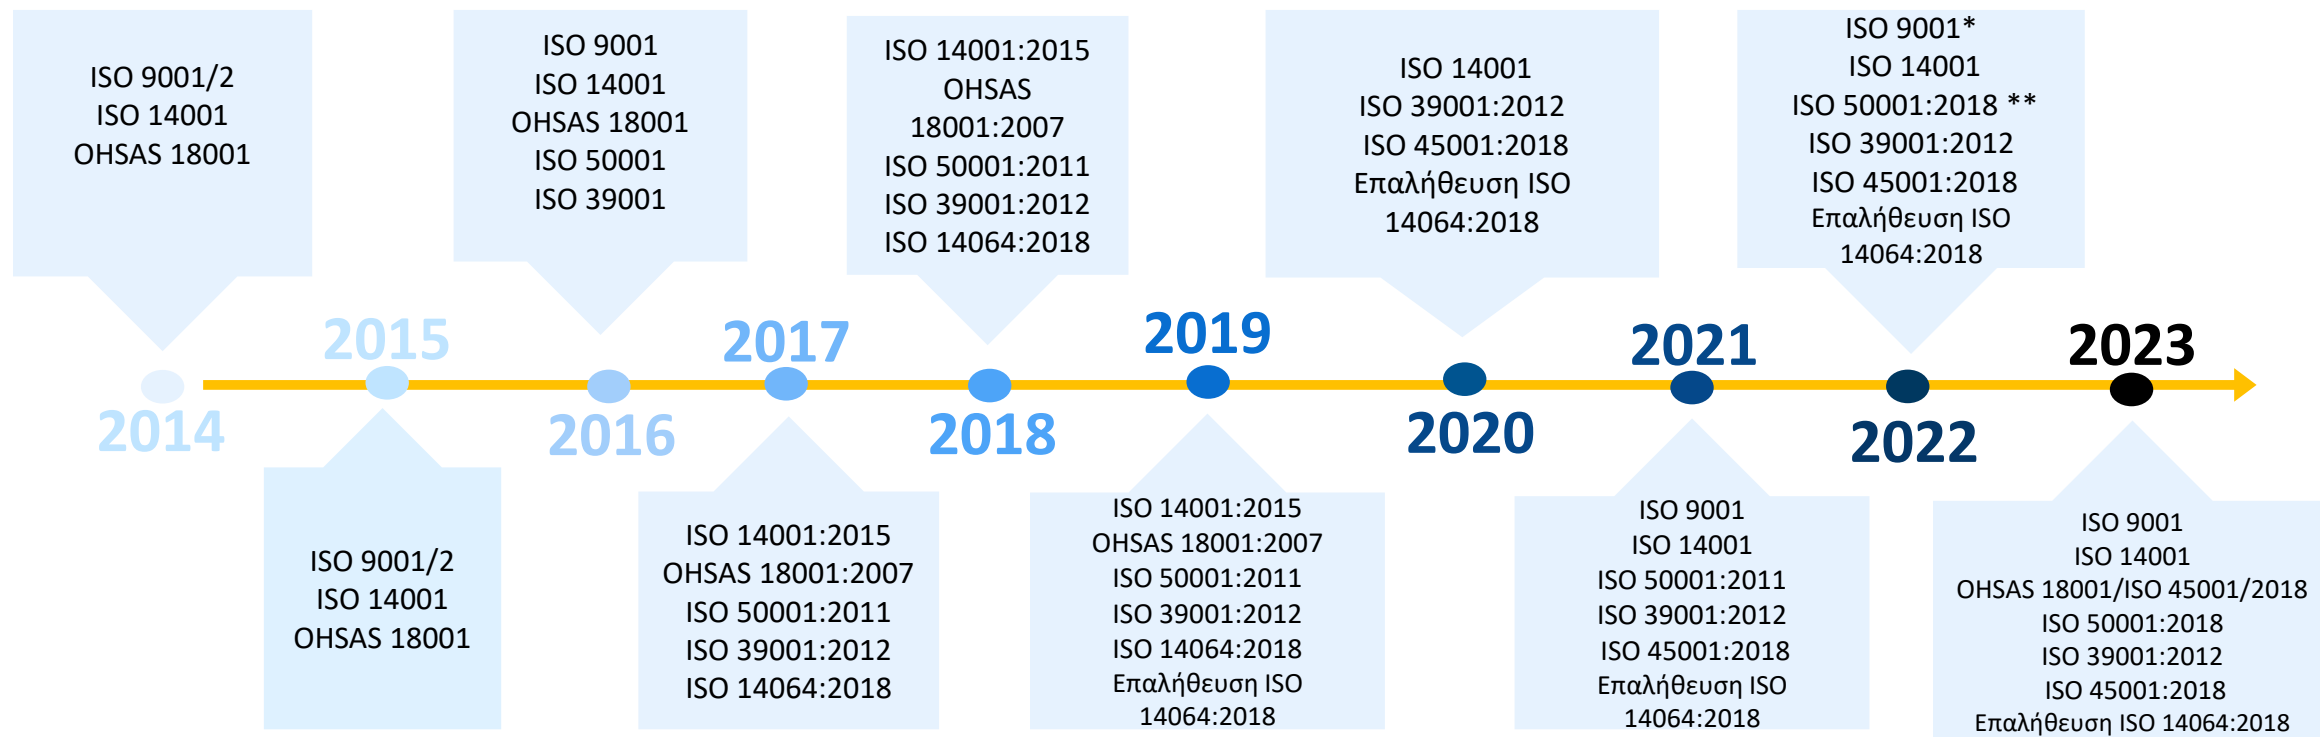 ISO 9001/2
ISO 14001
OHSAS 18001
2014
2015
ISO 9001/2
ISO 14001
OHSAS 18001
ISO 9001
ISO 14001
OHSAS 18001
ISO 50001
ISO 39001
2016
2017
ISO 14001:2015
OHSAS 18001:2007
ISO 50001:2011
ISO 39001:2012
ISO 14064:2018
ISO 14001:2015
OHSAS
18001:2007
ISO 50001:2011
ISO 39001:2012
ISO 14064:2018
2018
2019
ISO 14001:2015
OHSAS 18001:2007
ISO 50001:2011
ISO 39001:2012
ISO 14064:2018
Επαλήθευση ISO
14064:2018
ISO 14001
ISO 39001:2012
ISO 45001:2018
Επαλήθευση ISO
14064:2018
2020
2021
ISO 9001
ISO 14001
ISO 50001:2011
ISO 39001:2012
ISO 45001:2018
Επαλήθευση ISO
14064:2018
ISO 9001*
ISO 14001
ISO 50001:2018 **
ISO 39001:2012
ISO 45001:2018
Επαλήθευση ISO
14064:2018
2022
2023
ISO 9001
ISO 14001
OHSAS 18001/ISO 45001/2018
ISO 50001:2018
ISO 39001:2012
ISO 45001:2018
Επαλήθευση ISO 14064:2018